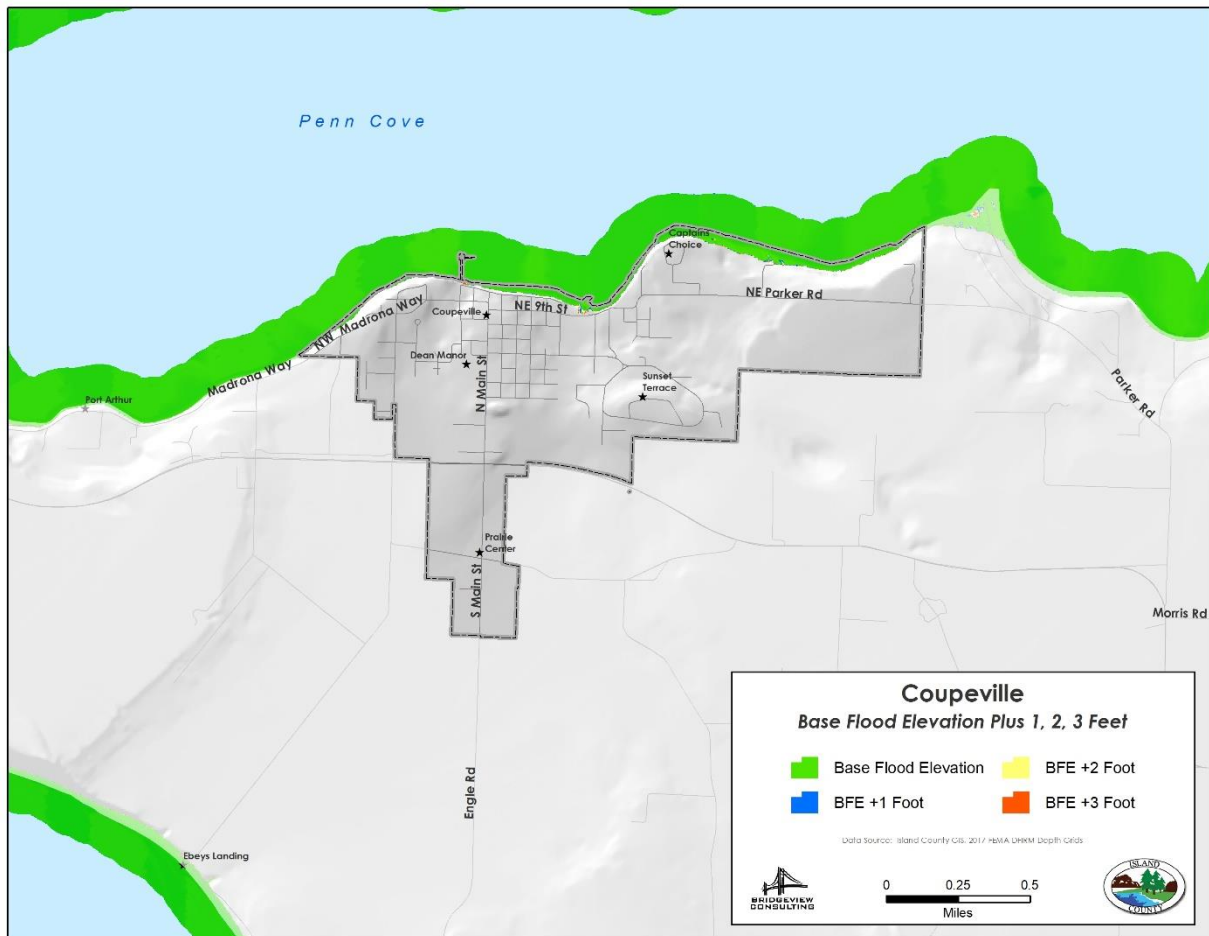 Penn Cove
Captains
Choice
NE Parker Rd
NE 9th St
NW Madrona Way
Coupeville
Dean Manor
N Main St
Sunset
Terrace
Madrona Way
Port Arthur
Parker Rd
Prairie
Center
S Main St
Morris Rd
Engle Rd
Ebeys Landing
Coupeville
Base Flood Elevation Plus 1, 2, 3 Feet
Base Flood Elevation
BFE +2 Foot
BFE +1 Foot
BFE +3 Foot
Data Source: Island County GIS, 2017 FEMA DFIRM Depth Grids
BRIDGEVIEW
CONSULTING
0 0.25 0.5
Miles
ISLAND
COUNTY